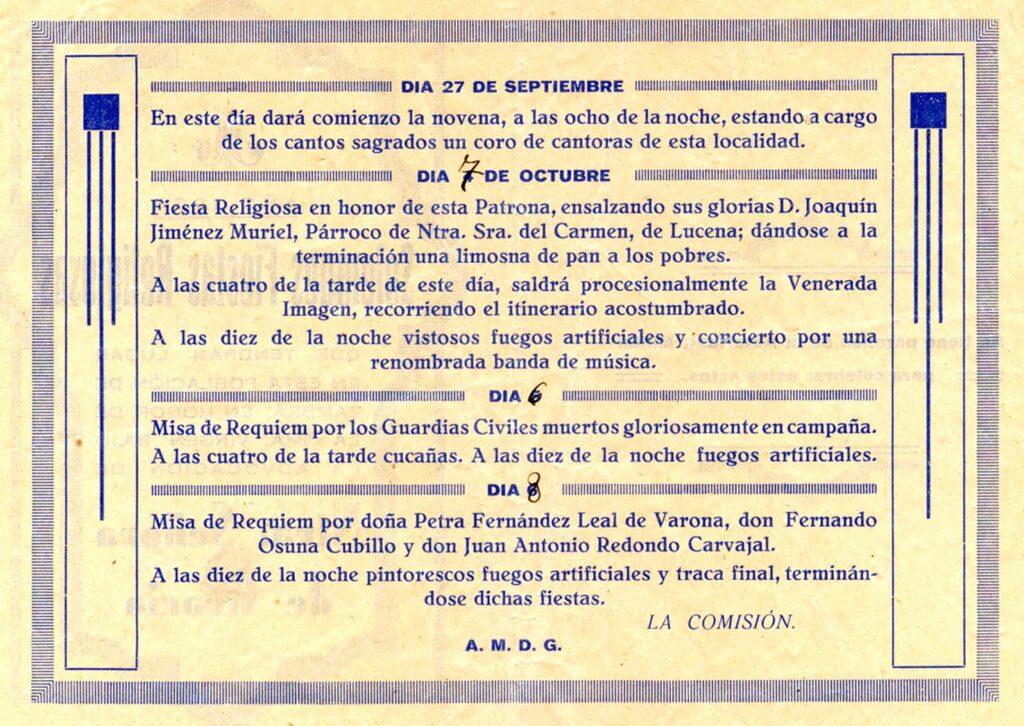 DIA 27 DE SEPTIEMBRE
En este día dará comienzo la novena, a las ocho de la noche, estando a cargo
de los cantos sagrados un coro de cantoras de esta localidad.
DIA 7 DE OCTUBRE
Fiesta Religiosa en honor de esta Patrona, ensalzando sus glorias D. Joaquín
Jiménez Muriel, Párroco de Ntra. Sra. del Carmen, de Lucena; dándose a la
terminación una limosna de pan a los pobres.
A las cuatro de la tarde de este día, saldrá procesionalmente la Venerada
Imagen, recorriendo el itinerario acostumbrado.
A las diez de la noche vistosos fuegos artificiales y concierto por una
renombrada banda de música.
DIA 6
Misa de Requiem por los Guardias Civiles muertos gloriosamente en campaña.
A las cuatro de la tarde cucañas. A las diez de la noche fuegos artificiales.
DIA 8
Misa de Requiem por doña Petra Fernández Leal de Varona, don Fernando
Osuna Cubillo y don Juan Antonio Redondo Carvajal.
A las diez de la noche pintorescos fuegos artificiales y traca final, terminán-
dose dichas fiestas.
LA COMISIÓN.
A. M. D. G.